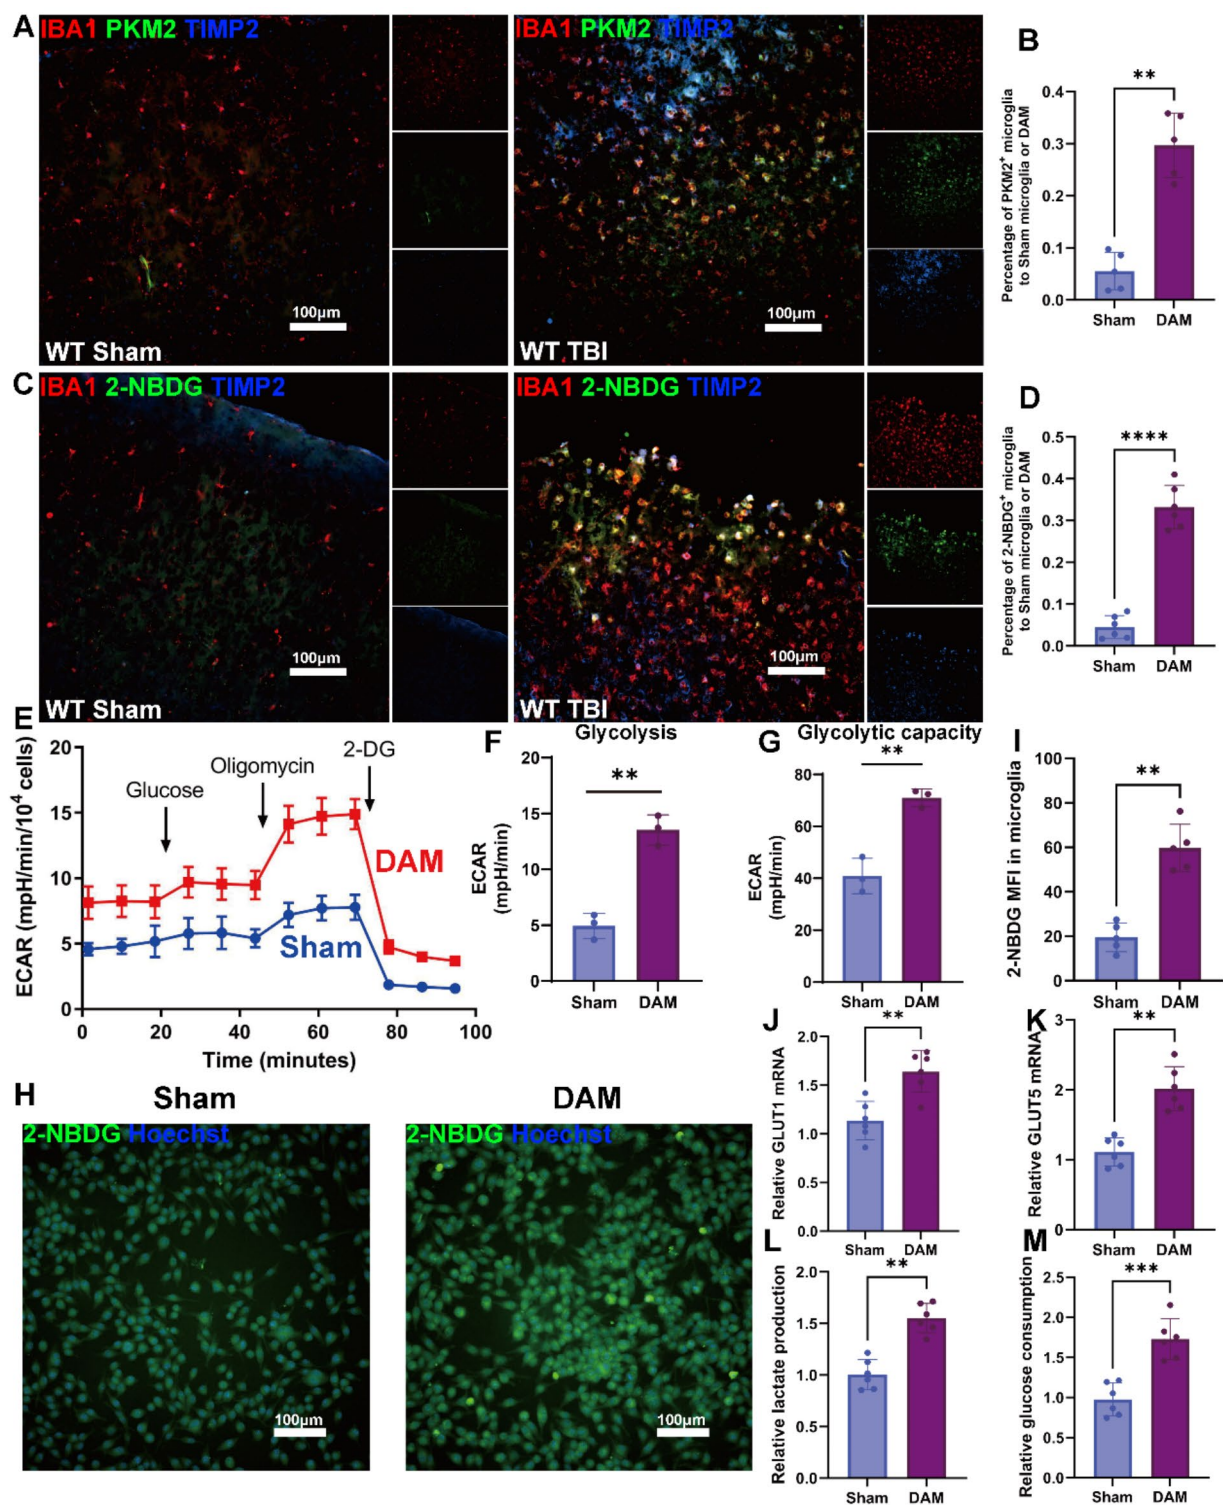 A
IBA1 PKM2 TIMP2
100μm
WT Sham
IBA1 PKM2 TIMP2
100μm
WT TBI
B
Percentage of PKM2+ microglia
to Sham microglia or DAM
0.4
0.3
0.2
0.1
0.0
**
Sham DAM
C
IBA1 2-NBDG TIMP2
100μm
WT Sham
IBA1 2-NBDG TIMP2
100μm
WT TBI
D
Percentage of 2-NBDG+ microglia
to Sham microglia or DAM
0.5
0.4
0.3
0.2
0.1
0.0
****
Sham DAM
E
ECAR (mpH/min/10⁴ cells)
20
15
10
5
0
Glucose
Oligomycin
2-DG
DAM
Sham
0 20 40 60 80 100
Time (minutes)
F
Glycolysis
ECAR
(mpH/min)
20
15
10
5
0
**
Sham DAM
G
Glycolytic capacity
ECAR
(mpH/min)
80
60
40
20
0
**
Sham DAM
I
2-NBDG MFI in microglia
100
80
60
40
20
0
**
Sham DAM
H
Sham
2-NBDG Hoechst
100μm
DAM
2-NBDG Hoechst
100μm
J
Relative GLUT1 mRNA
2.0
1.5
1.0
0.5
0.0
**
Sham DAM
K
Relative GLUT5 mRNA
3
2
1
0
**
Sham DAM
L
Relative lactate production
2.0
1.5
1.0
0.5
0.0
**
Sham DAM
M
Relative glucose consumption
2.5
2.0
1.5
1.0
0.5
0.0
***
Sham DAM